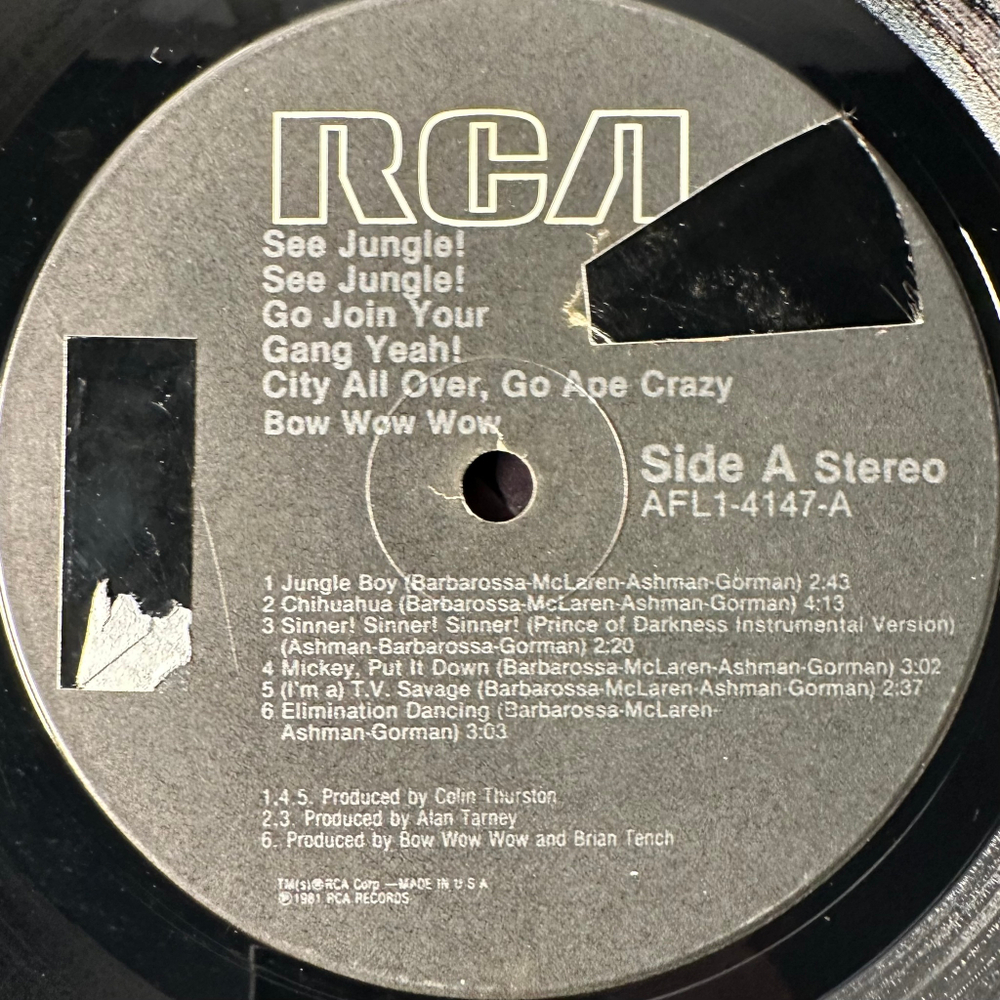 RCA
See Jungle!
See Jungle!
Go Join Your
Gang Yeah!
City All Over, Go Ape Crazy
Bow Wow Wow
Side A Stereo
AFL1-4147-A
1 Jungle Boy (Barbarossa-McLaren-Ashman-Gorman) 2:43
2 Chihuahua (Barbarossa-McLaren-Ashman-Gorman) 4:13
3 Sinner! Sinner! Sinner! (Prince of Darkness Instrumental Version)
(Ashman-Barbarossa-Gorman) 2:20
4 Mickey, Put It Down (Barbarossa-McLaren-Ashman-Gorman) 3:02
5 (I'm a) T.V. Savage (Barbarossa-McLaren-Ashman-Gorman) 2:37
6 Elimination Dancing (Barbarossa-McLaren-
Ashman-Gorman) 3:03
1.4.5. Produced by Colin Thurston
2.3. Produced by Alan Tarney
6. Produced by Bow Wow Wow and Brian Tench
TM(s)®RCA Corp —MADE IN U S A
℗1981 RCA RECORDS